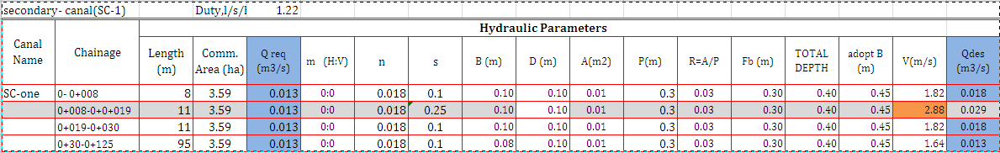 secondary- canal(SC-1) Duty,l/s/l 1.22
Hydraulic Parameters
Canal Name Chainage Length (m) Comm. Area (ha) Q req (m3/s) m (H:V) n s B (m) D (m) A(m2) P(m) R=A/P Fb (m) TOTAL DEPTH adopt B (m) V(m/s) Qdes (m3/s)
SC-one 0- 0+008 8 3.59 0.013 0:0 0.018 0.1 0.10 0.10 0.01 0.3 0.03 0.30 0.40 0.45 1.82 0.018
0+008-0+0+019 11 3.59 0.013 0:0 0.018 0.25 0.10 0.10 0.01 0.3 0.03 0.30 0.40 0.45 2.88 0.029
0+019-0+030 11 3.59 0.013 0:0 0.018 0.1 0.10 0.10 0.01 0.3 0.03 0.30 0.40 0.45 1.82 0.018
0+30-0+125 95 3.59 0.013 0:0 0.018 0.1 0.08 0.10 0.01 0.3 0.03 0.30 0.40 0.45 1.64 0.013